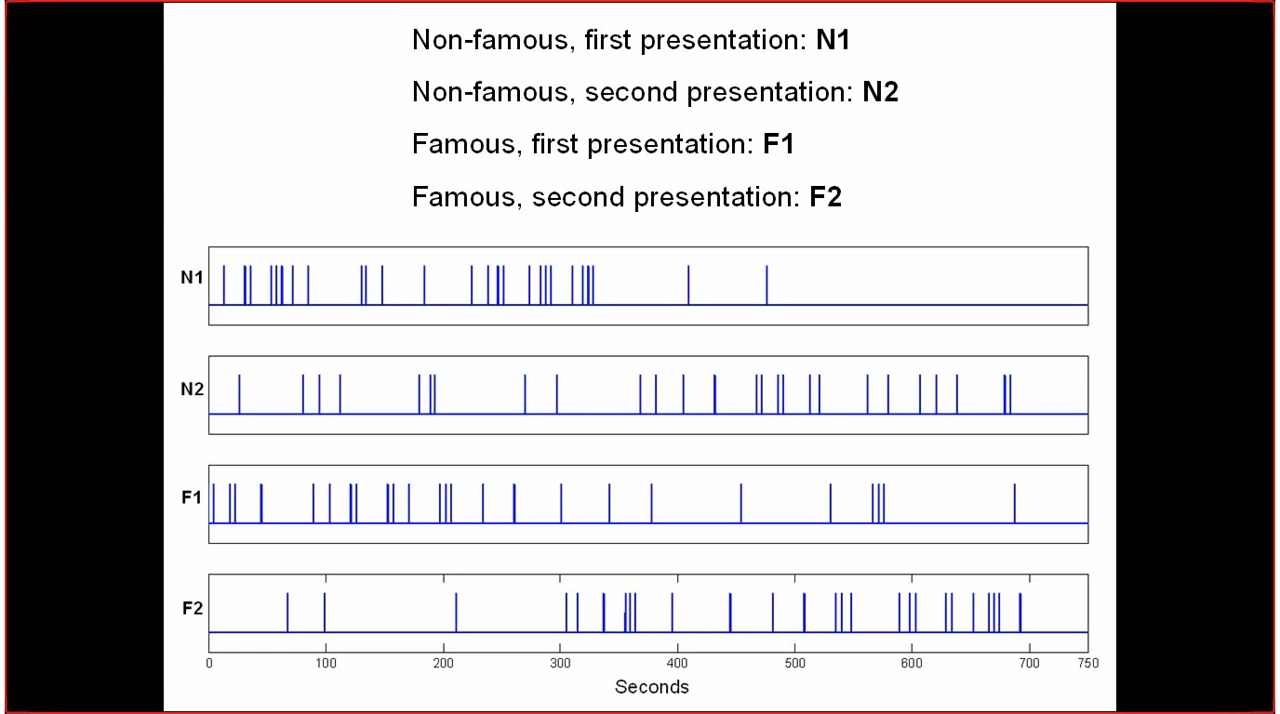 Non-famous, first presentation: N1
Non-famous, second presentation: N2
Famous, first presentation: F1
Famous, second presentation: F2
N1
N2
F1
F2
0 100 200 300 400 500 600 700 750
Seconds